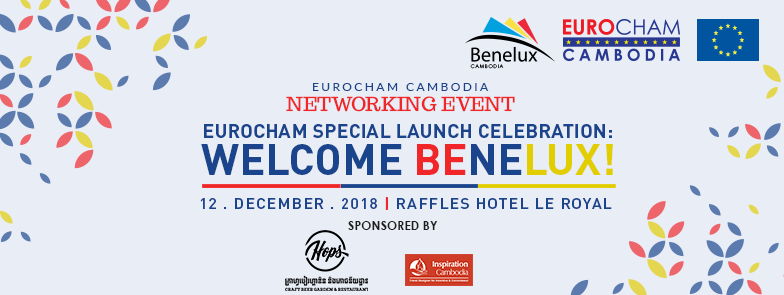 Benelux
CAMBODIA
EUROCHAM
CAMBODIA
EUROCHAM CAMBODIA
NETWORKING EVENT
EUROCHAM SPECIAL LAUNCH CELEBRATION:
WELCOME BENELUX!
12 . DECEMBER . 2018 | RAFFLES HOTEL LE ROYAL
SPONSORED BY
Hops
CRAFT BEER GARDEN & RESTAURANT
Inspiration
Cambodia